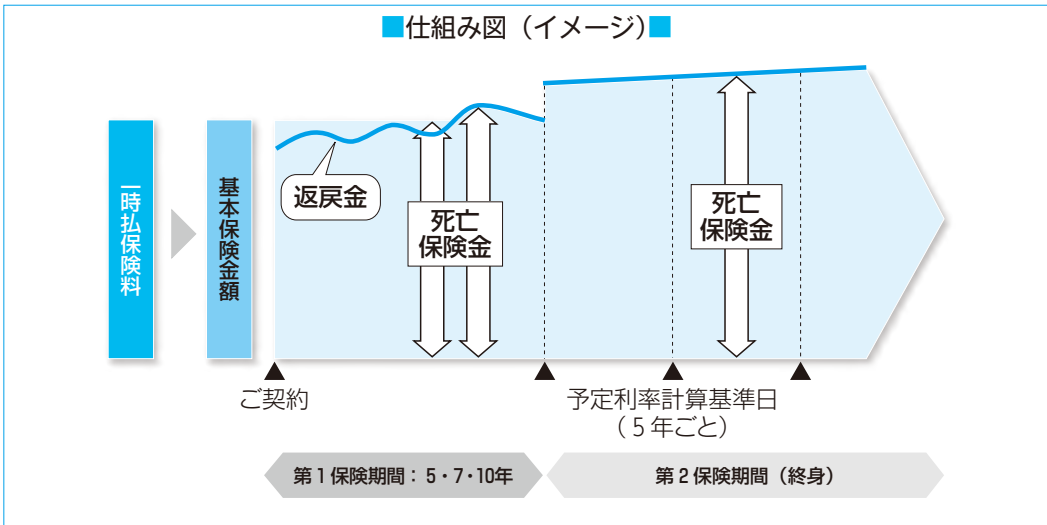 ■仕組み図（イメージ）■
一時払保険料
基本保険金額
返戻金
死亡
保険金
死亡
保険金
ご契約
予定利率計算基準日
（5年ごと）
第1保険期間：5・7・10年
第2保険期間（終身）